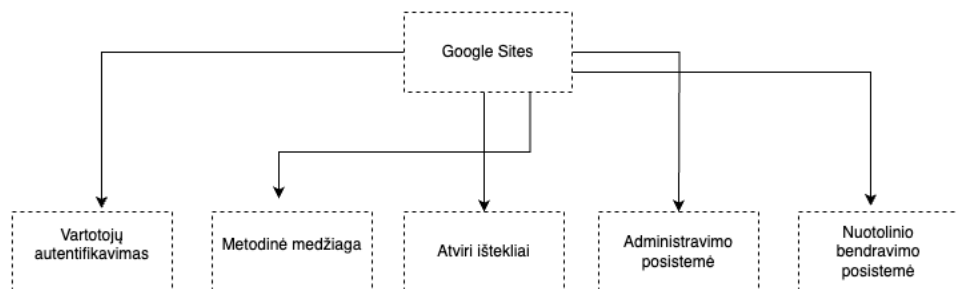 Google Sites
Vartotojų
autentifikavimas
Metodinė medžiaga
Atviri ištekliai
Administravimo
posistemė
Nuotolinio
bendravimo
posistemė